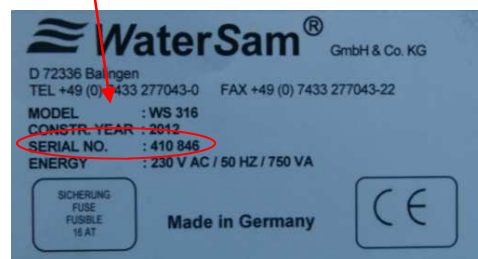 WaterSam® GmbH & Co. KG
D 72336 Balingen
TEL +49 (0) 7433 277043-0 FAX +49 (0) 7433 277043-22
MODEL : WS 316
CONSTR. YEAR : 2012
SERIAL NO. : 410 846
ENERGY : 230 V AC / 50 HZ / 750 VA
SICHERUNG
FUSE
FUSIBLE
16 AT
Made in Germany
CE